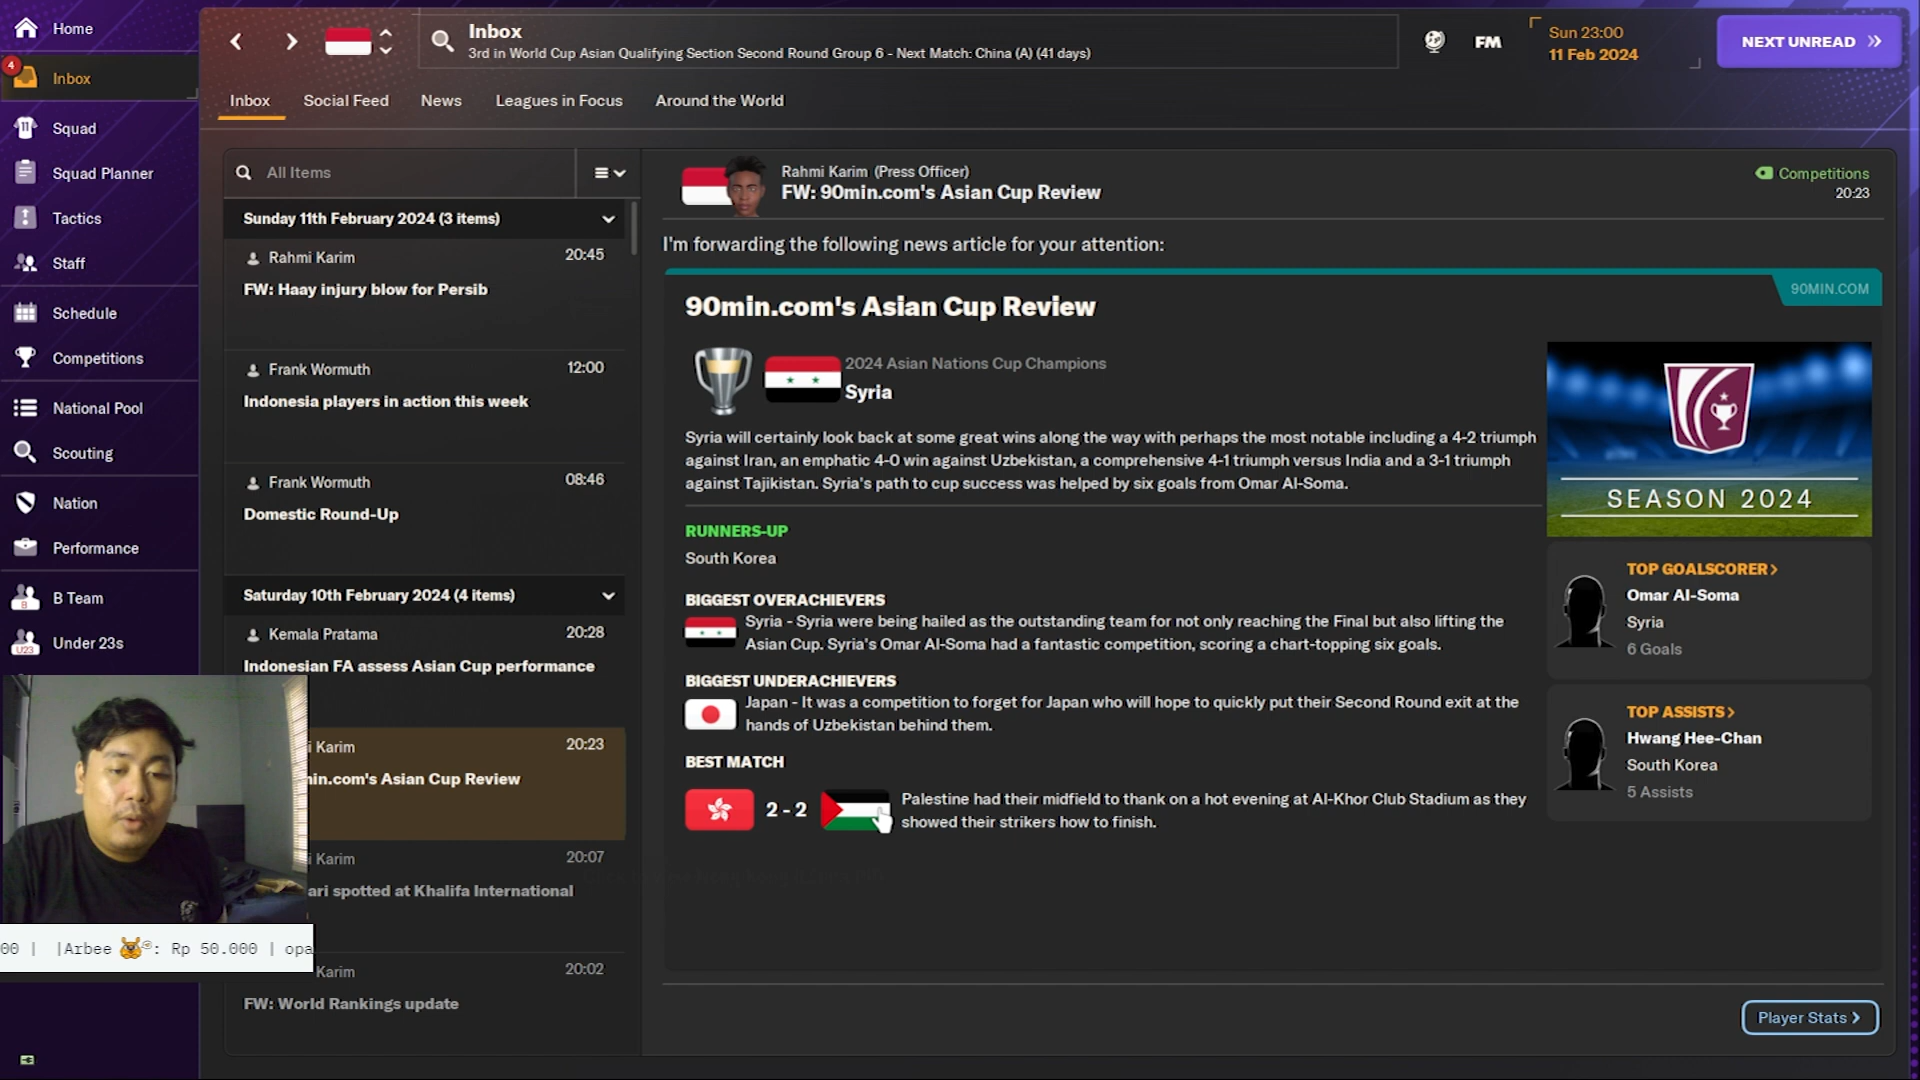 Home
4
Inbox
Squad
Squad Planner
Tactics
Staff
Schedule
Competitions
National Pool
Scouting
Nation
Performance
B Team
Under 23s
Inbox
3rd in World Cup Asian Qualifying Section Second Round Group 6 - Next Match: China (A) (41 days)
FM
Sun 23:00
11 Feb 2024
NEXT UNREAD
Inbox
Social Feed
News
Leagues in Focus
Around the World
All Items
Sunday 11th February 2024 (3 items)
Rahmi Karim
20:45
FW: Haay injury blow for Persib
Frank Wormuth
12:00
Indonesia players in action this week
Frank Wormuth
08:46
Domestic Round-Up
Saturday 10th February 2024 (4 items)
Kemala Pratama
20:28
Indonesian FA assess Asian Cup performance
i Karim
20:23
in.com's Asian Cup Review
i Karim
20:07
ari spotted at Khalifa International
Karim
20:02
FW: World Rankings update
00 | |Arbee : Rp 50.000 | opa
Rahmi Karim (Press Officer)
FW: 90min.com's Asian Cup Review
Competitions
20:23
I'm forwarding the following news article for your attention:
90MIN.COM
90min.com's Asian Cup Review
2024 Asian Nations Cup Champions
Syria
Syria will certainly look back at some great wins along the way with perhaps the most notable including a 4-2 triumph
against Iran, an emphatic 4-0 win against Uzbekistan, a comprehensive 4-1 triumph versus India and a 3-1 triumph
against Tajikistan. Syria's path to cup success was helped by six goals from Omar Al-Soma.
RUNNERS-UP
South Korea
BIGGEST OVERACHIEVERS
Syria - Syria were being hailed as the outstanding team for not only reaching the Final but also lifting the
Asian Cup. Syria's Omar Al-Soma had a fantastic competition, scoring a chart-topping six goals.
BIGGEST UNDERACHIEVERS
Japan - It was a competition to forget for Japan who will hope to quickly put their Second Round exit at the
hands of Uzbekistan behind them.
BEST MATCH
2 - 2
Palestine had their midfield to thank on a hot evening at Al-Khor Club Stadium as they
showed their strikers how to finish.
SEASON 2024
TOP GOALSCORER
Omar Al-Soma
Syria
6 Goals
TOP ASSISTS
Hwang Hee-Chan
South Korea
5 Assists
Player Stats